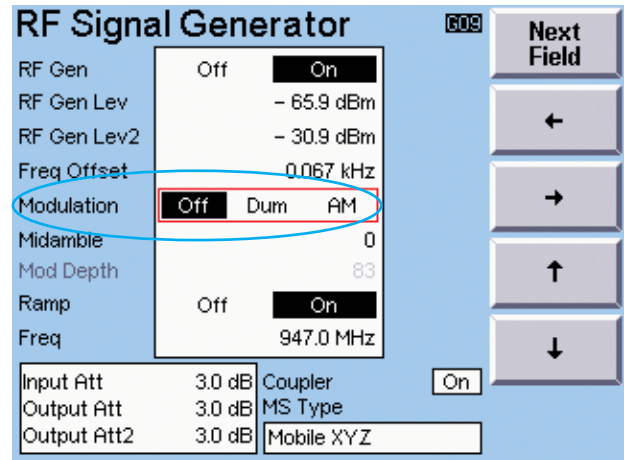 RF Signal Generator G09
RF Gen Off On
RF Gen Lev – 65.9 dBm
RF Gen Lev2 – 30.9 dBm
Freq Offset 0.067 kHz
Modulation Off Dum AM
Midamble 0
Mod Depth 83
Ramp Off On
Freq 947.0 MHz
Input Att 3.0 dB
Output Att 3.0 dB
Output Att2 3.0 dB
Coupler On
MS Type
Mobile XYZ
Next
Field
←
→
↑
↓